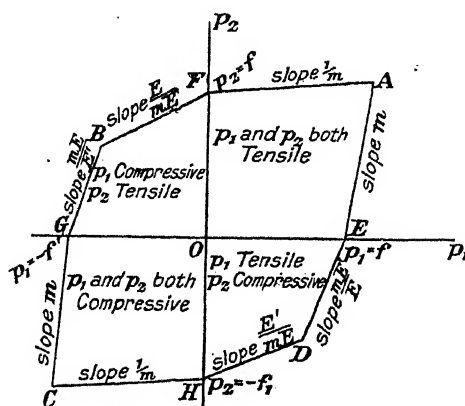 p₂
F p₂=f slope 1/m A
slope E/mE'
B
slope mE/E'
p₁ Compressive
p₂ Tensile
p₁ and p₂ both
Tensile
slope m
G
p₁=-f'
O
E
p₁
p₁=f
p₁ and p₂ both
Compressive
p₁ Tensile
p₂ Compressive
slope mE/E
slope m
slope E'/mE
D
C
slope 1/m
H p₂=-f₁